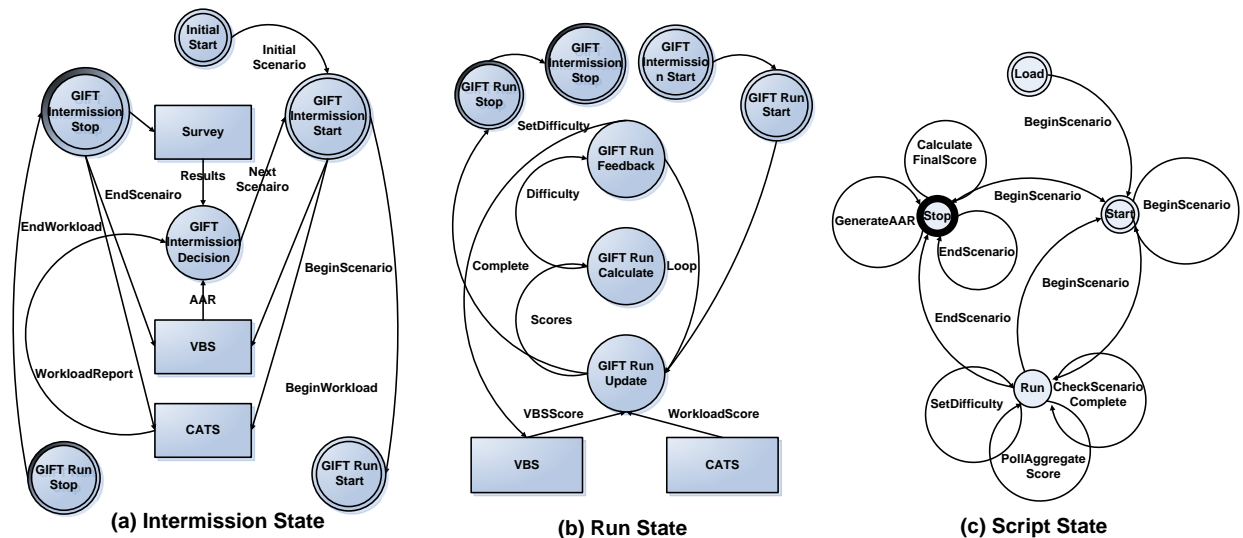 Initial
Start
Initial
Scenario
GIFT
Intermission
Stop
GIFT
Intermission
Start
Survey
Results
Next
Scenairo
EndScenairo
EndWorkload
GIFT
Intermission
Decision
BeginScenario
AAR
VBS
WorkloadReport
BeginWorkload
CATS
GIFT Run
Stop
GIFT Run
Start
(a) Intermission State
GIFT
Intermission
Stop
GIFT
Intermissio
n Start
GIFT Run
Stop
GIFT Run
Start
SetDifficulty
GIFT Run
Feedback
Difficulty
Complete
GIFT Run
Calculate
Loop
Scores
GIFT Run
Update
VBSScore
WorkloadScore
VBS
CATS
(b) Run State
Load
BeginScenario
Calculate
FinalScore
BeginScenario
BeginScenario
GenerateAAR
Stop
Start
EndScenario
BeginScenario
EndScenario
Run
CheckScenario
Complete
SetDifficulty
PollAggregate
Score
(c) Script State